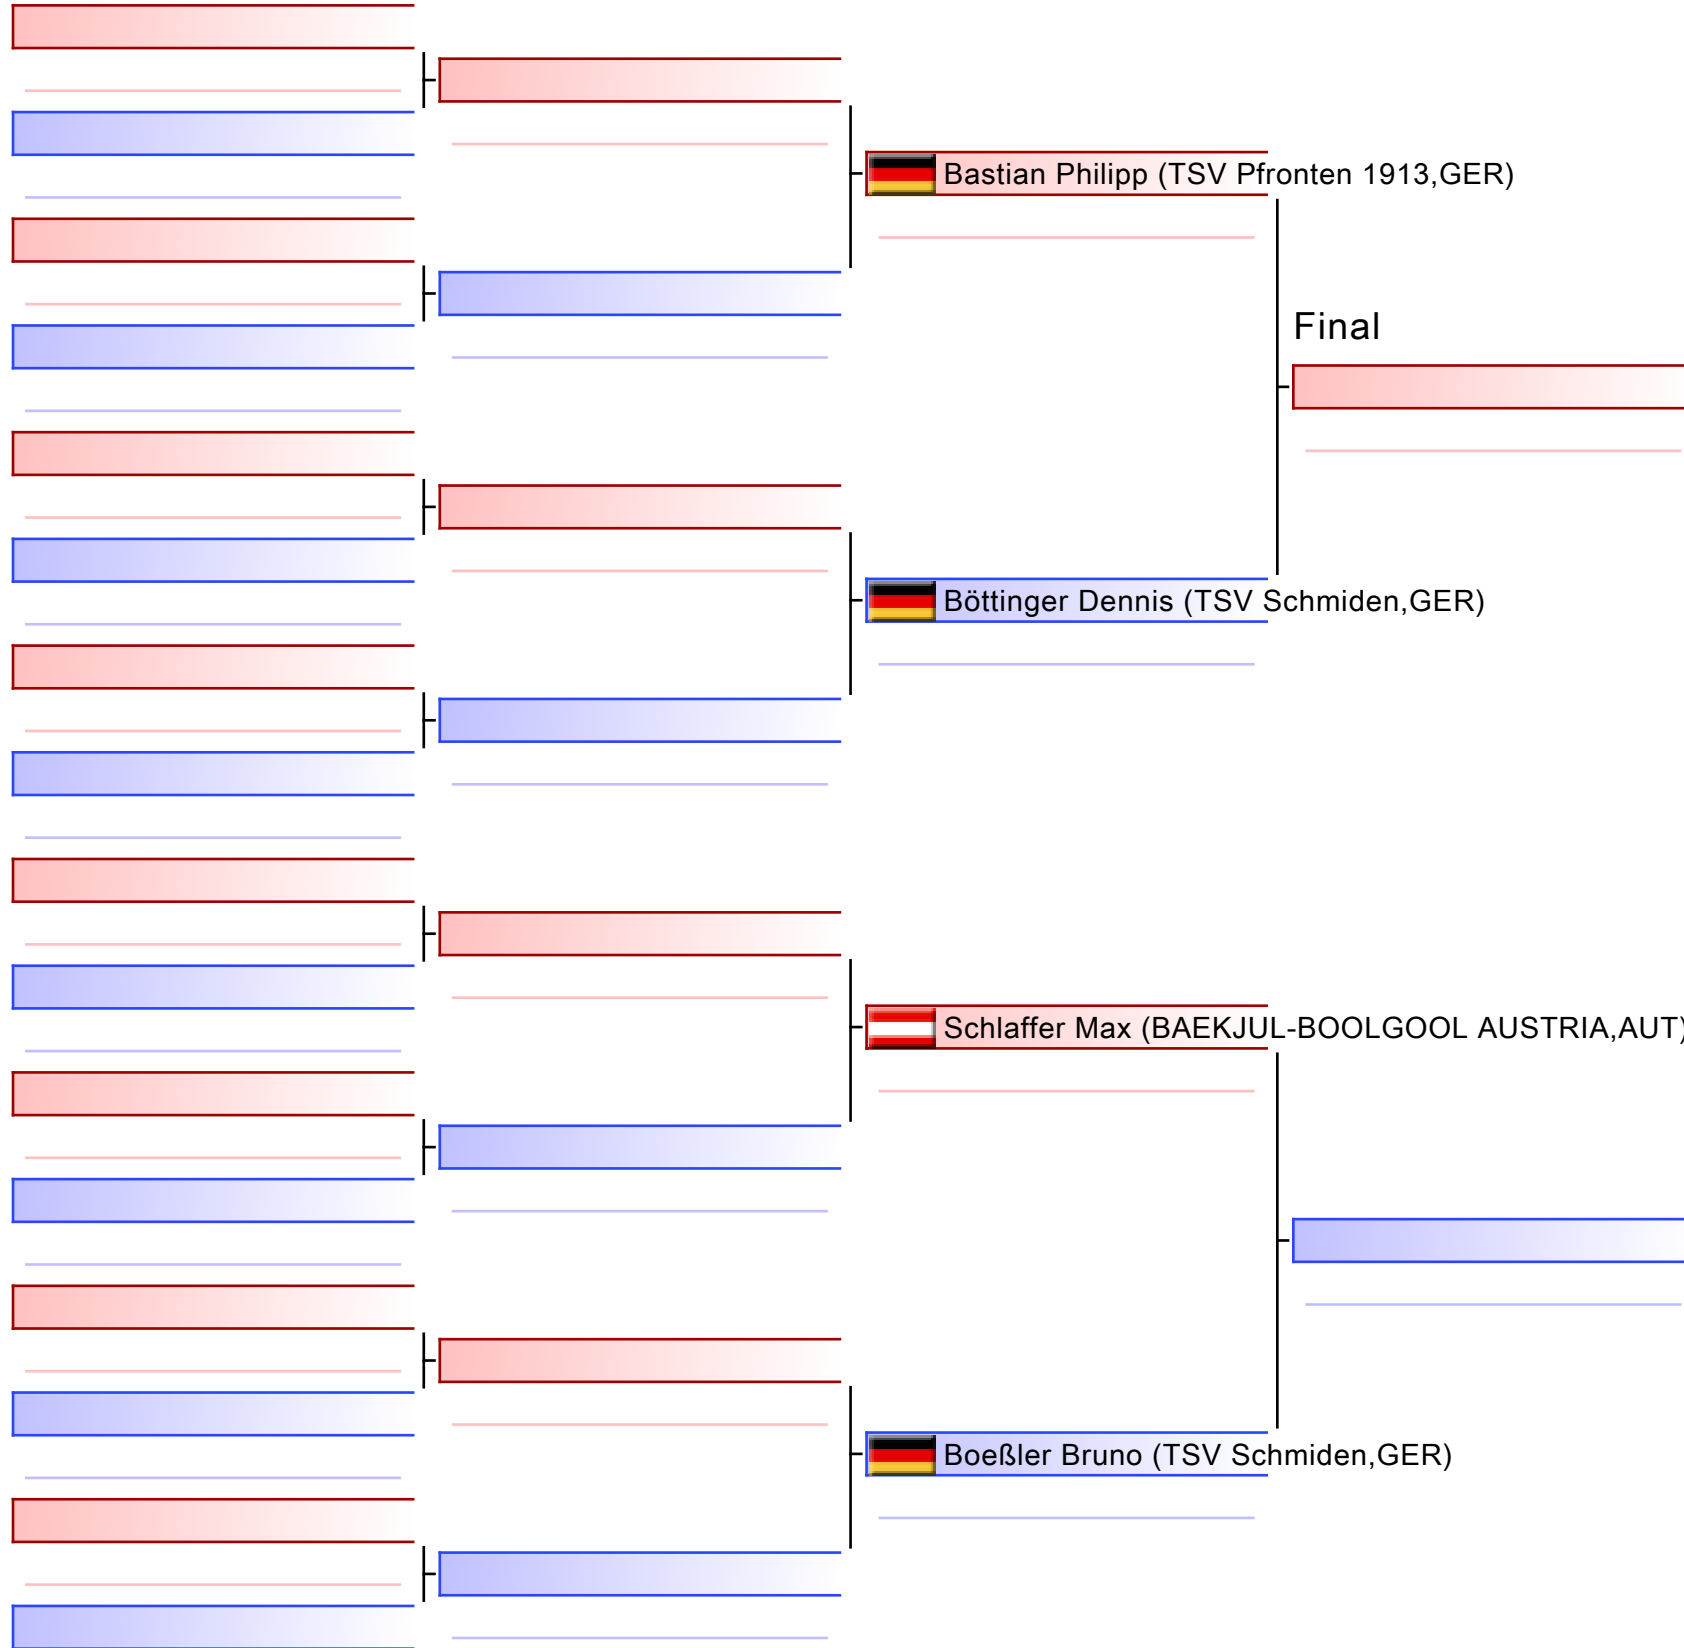 Bastian Philipp (TSV Pfronten 1913,GER)
Final
Böttinger Dennis (TSV Schmiden,GER)
Schlaffer Max (BAEKJUL-BOOLGOOL AUSTRIA,AUT)
Boeßler Bruno (TSV Schmiden,GER)